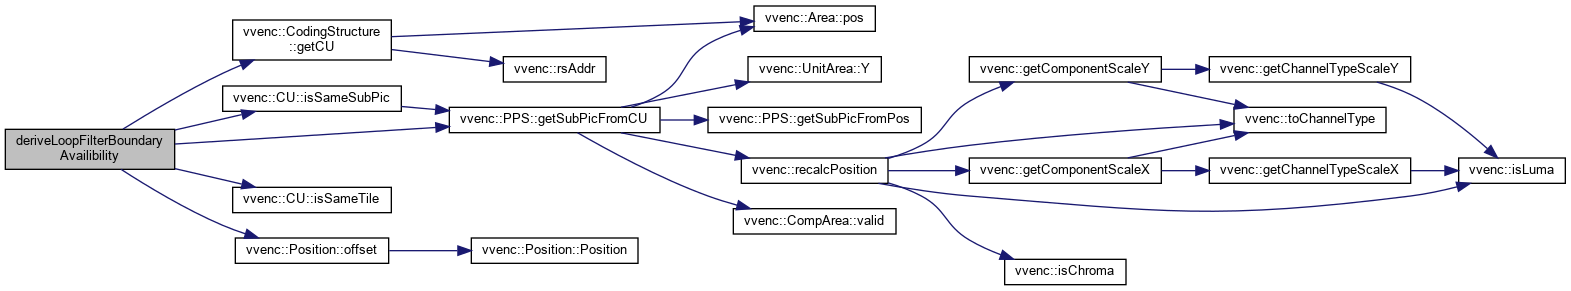 deriveLoopFilterBoundary
Availibility
vvenc::CodingStructure
::getCU
vvenc::CU::isSameSubPic
vvenc::CU::isSameTile
vvenc::Position::offset
vvenc::rsAddr
vvenc::PPS::getSubPicFromCU
vvenc::Position::Position
vvenc::Area::pos
vvenc::UnitArea::Y
vvenc::PPS::getSubPicFromPos
vvenc::recalcPosition
vvenc::CompArea::valid
vvenc::getComponentScaleY
vvenc::getComponentScaleX
vvenc::isChroma
vvenc::getChannelTypeScaleY
vvenc::toChannelType
vvenc::getChannelTypeScaleX
vvenc::isLuma